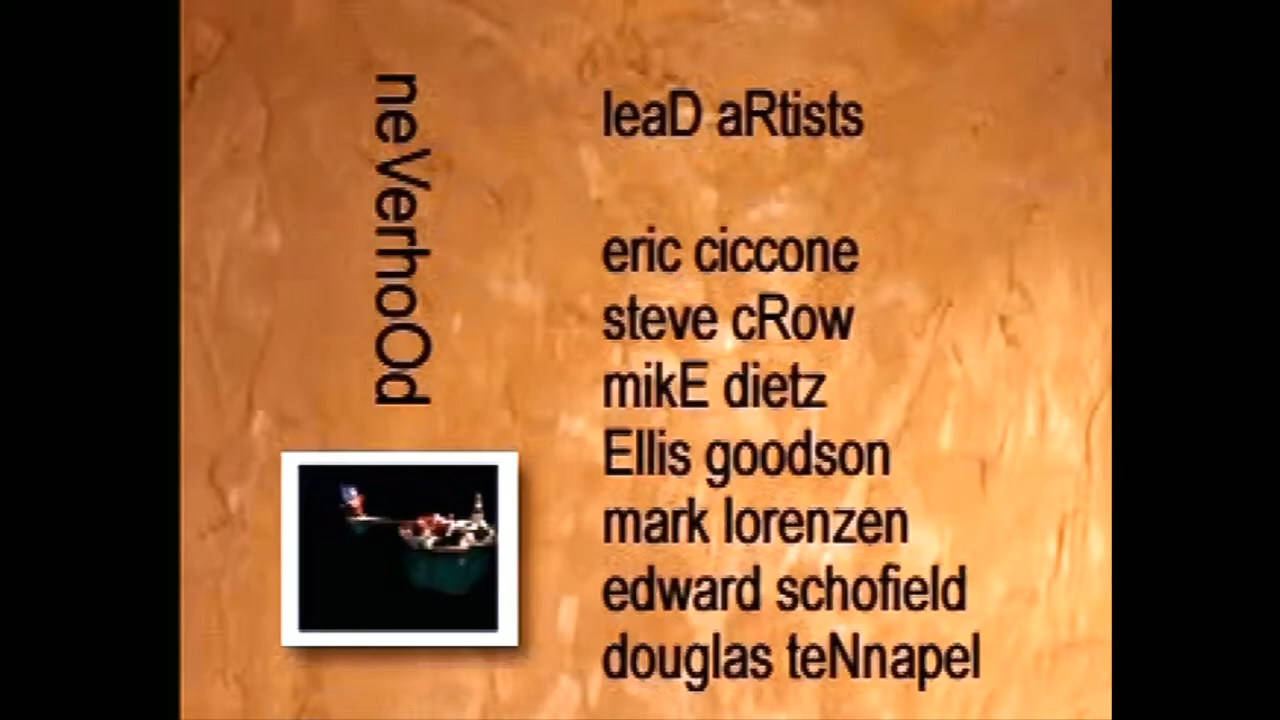 neVerhoOd
leaD aRtists
eric ciccone
steve cRow
mikE dietz
Ellis goodson
mark lorenzen
edward schofield
douglas teNnapel